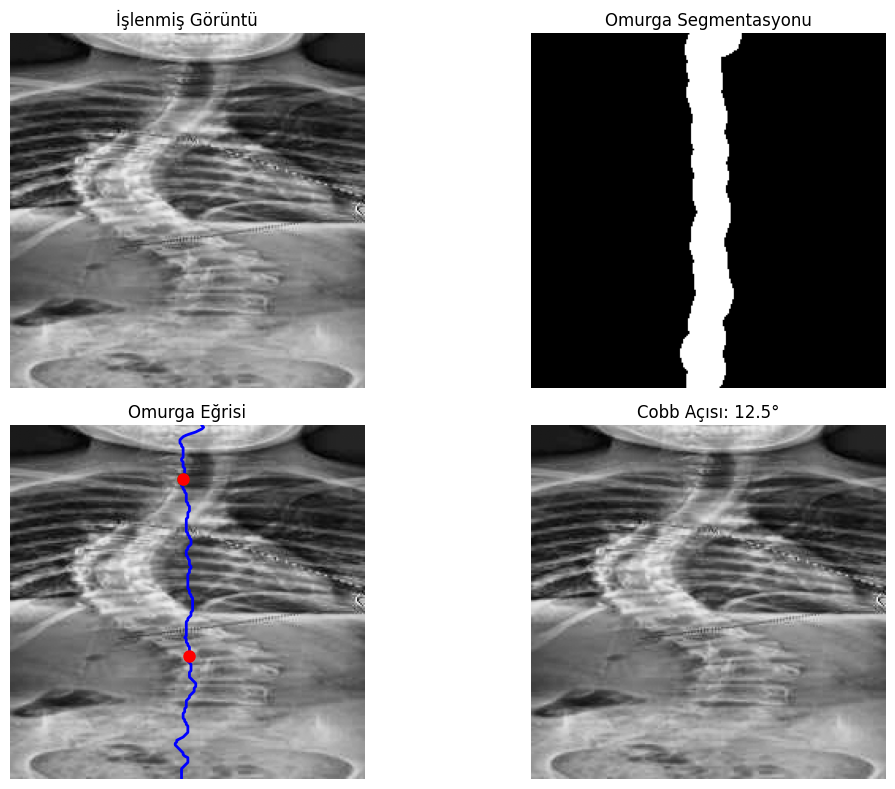 İşlenmiş Görüntü
Omurga Segmentasyonu
Omurga Eğrisi
Cobb Açısı: 12.5°